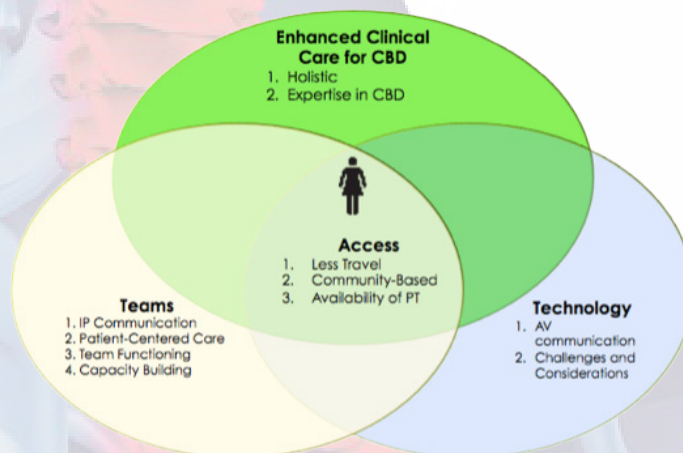 Enhanced Clinical
Care for CBD
1. Holistic
2. Expertise in CBD
Access
1. Less Travel
2. Community-Based
3. Availability of PT
Teams
1. IP Communication
2. Patient-Centered Care
3. Team Functioning
4. Capacity Building
Technology
1. AV
communication
2. Challenges and
Considerations